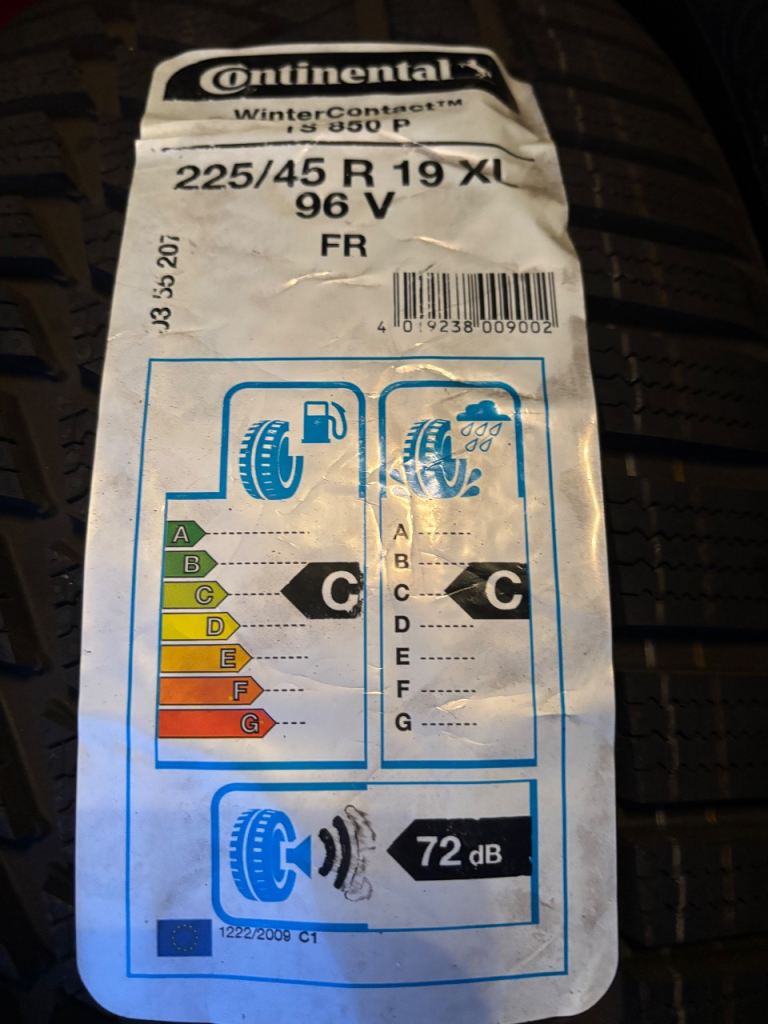 Continental
WinterContact™
TS 850 P
225/45 R 19 XL
96 V
FR
03 55 207
4 019238 009002
A
B
C
D
E
F
G
C
A
B
C
D
E
F
G
C
72 dB
1222/2009 C1